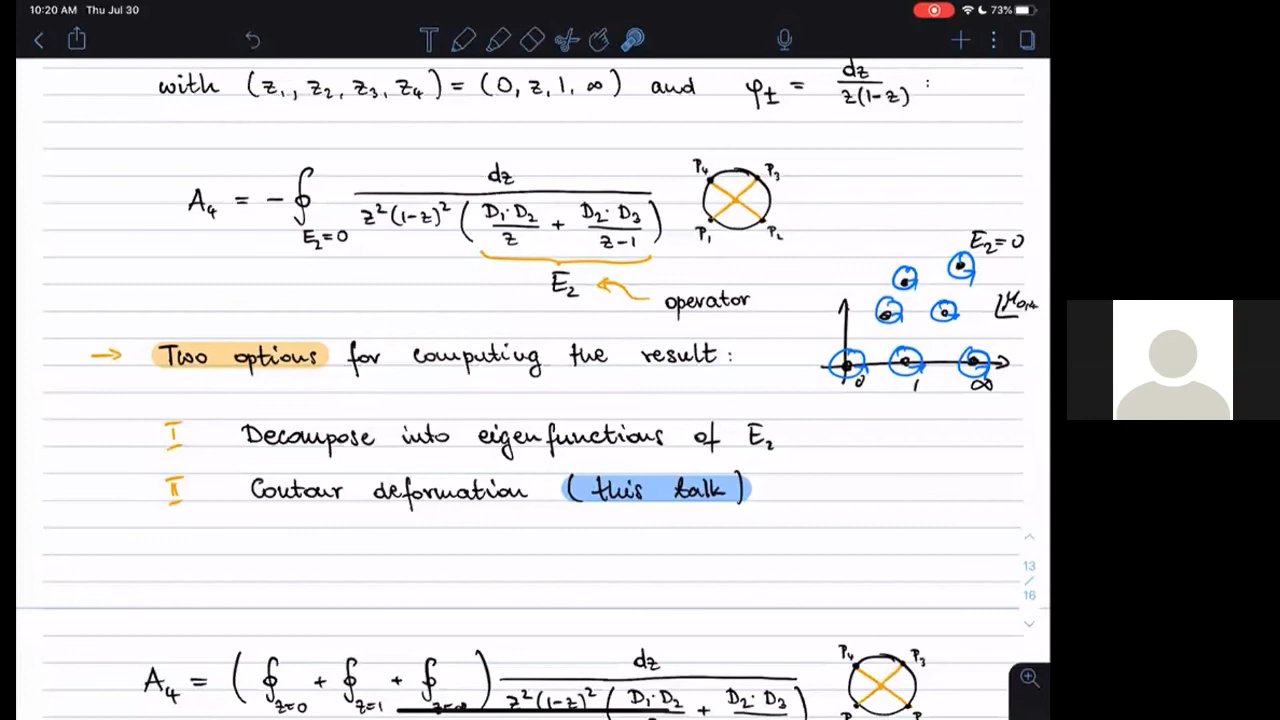 10:20 AM Thu Jul 30
73%
with (z₁, z₂, z₃, z₄) = (0, z, 1, ∞) and φ± = dz / z(1-z) :
A₄ = - ∮_{E₂=0} dz / z²(1-z)² ( D₁·D₂ / z + D₂·D₃ / z-1 )
P₄ P₃
P₁ P₂
E₂ ← operator
E₂=0
M₀,₄
0 1 ∞
→ Two options for computing the result :
I Decompose into eigenfunctions of E₂
II Contour deformation (this talk)
13
/
16
A₄ = ( ∮_{z=0} + ∮_{z=1} + ∮_{z=∞} ) dz / z²(1-z)² ( D₁·D₂ + D₂·D₃ )
P₄ P₃